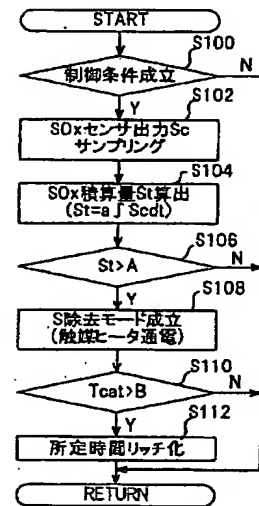 START
S100
制御条件成立
N
Y
S102
SOxセンサ出力Sc
サンプリング
S104
SOx積算量St算出
(St=a∫Scdt)
S106
St>A
N
Y
S108
S除去モード成立
(触媒ヒータ通電)
S110
Tcat>B
N
Y
S112
所定時間リッチ化
RETURN